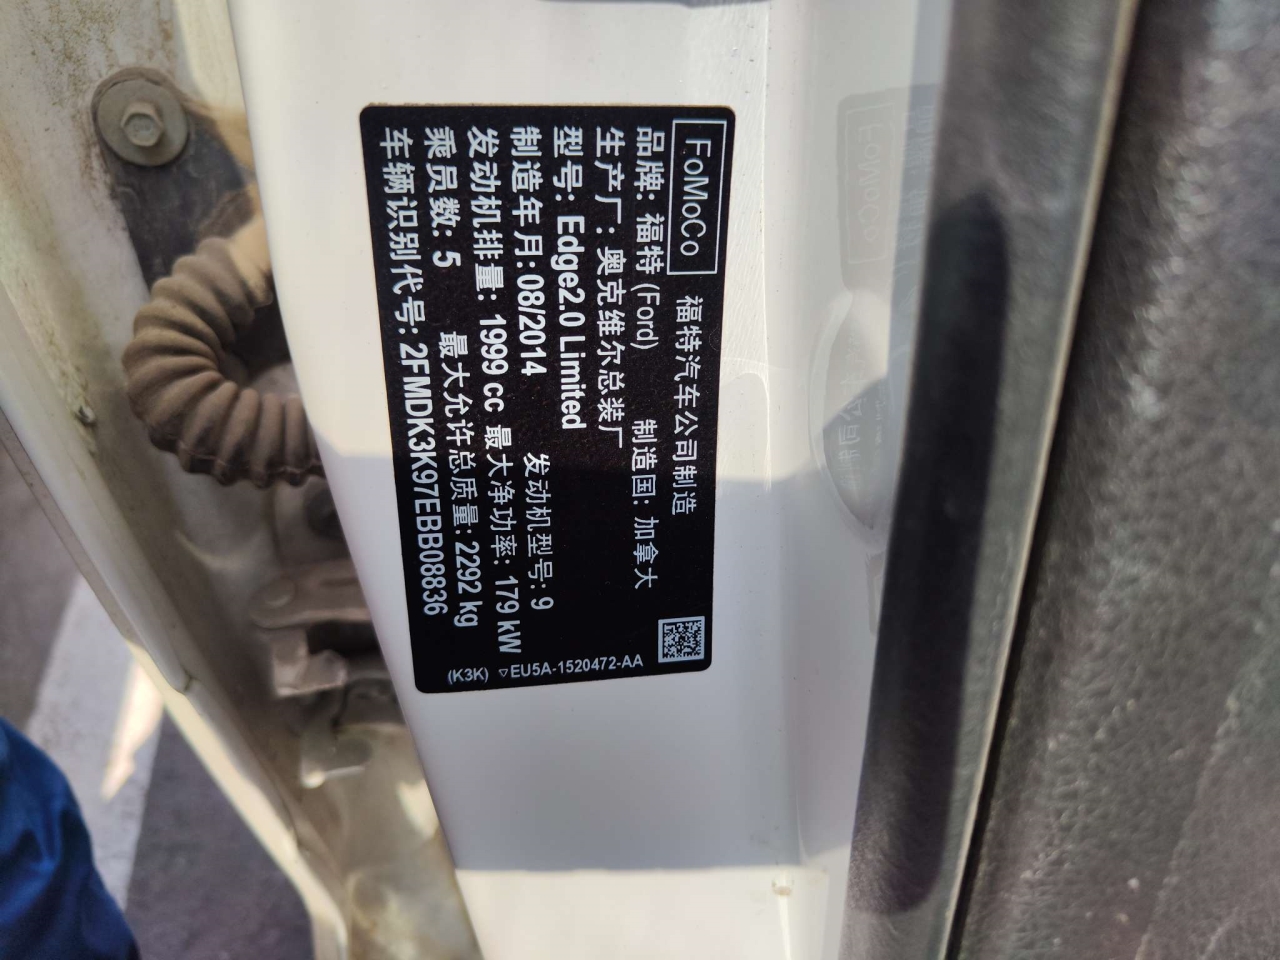 FoMoCo 福特汽车公司制造
品牌: 福特 (Ford) 制造国: 加拿大
生产厂: 奥克维尔总装厂
型号: Edge2.0 Limited
制造年月: 08/2014 发动机型号: 9
发动机排量: 1999 cc 最大净功率: 179 kW
乘员数: 5 最大允许总质量: 2292 kg
车辆识别代号: 2FMDK3K97EBB08836
(K3K) ▽EU5A-1520472-AA